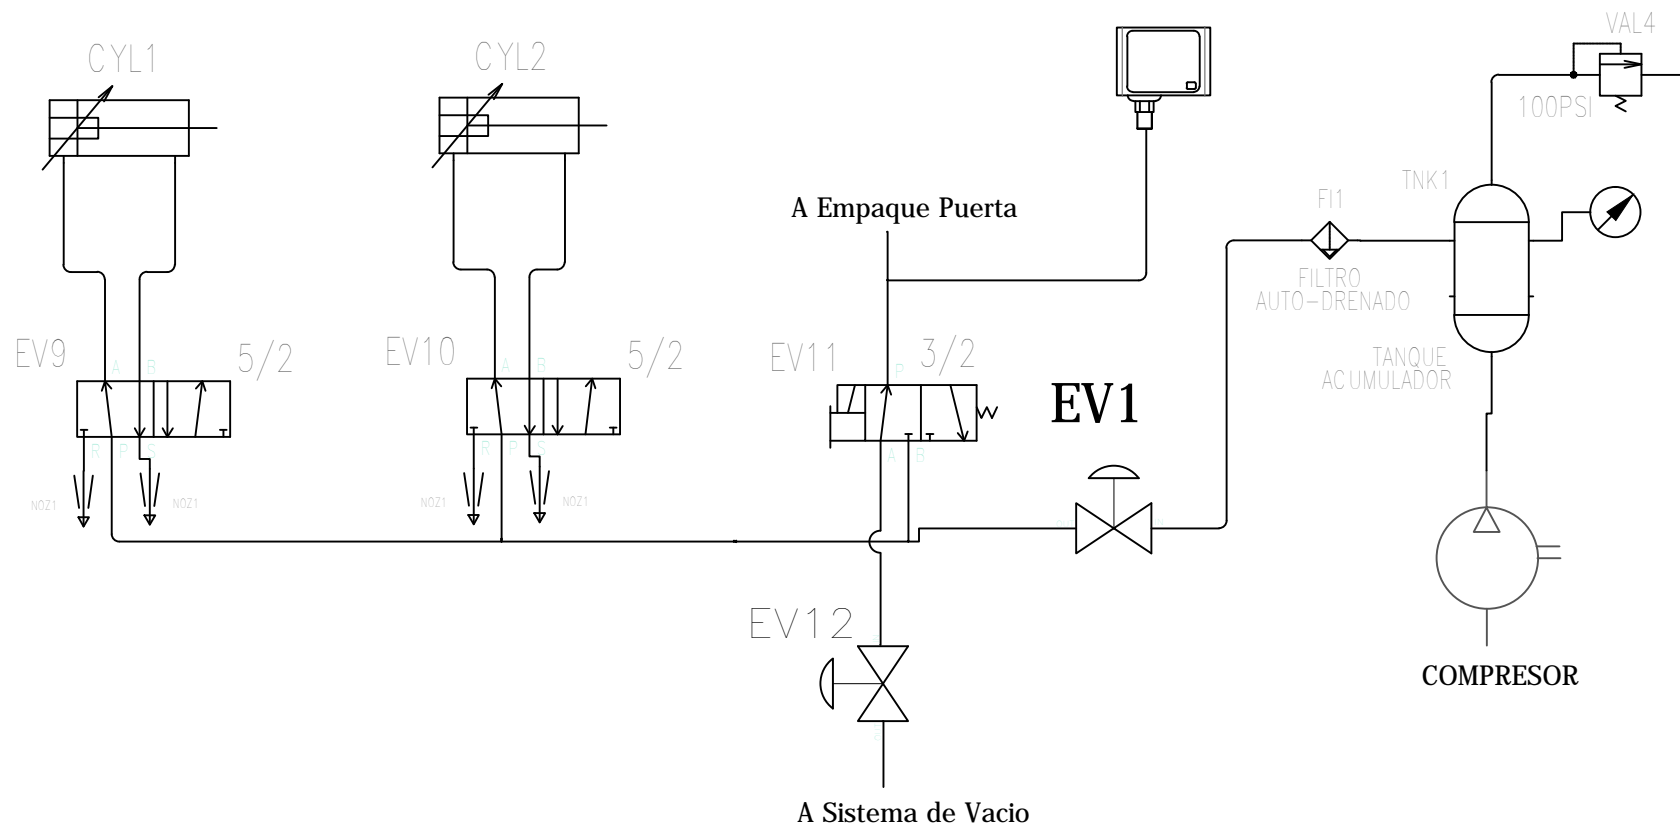 CYL1
CYL2
VAL4
100PSI
TNK1
FI1
A Empaque Puerta
FILTRO
AUTO-DRENADO
EV9
A B
5/2
EV10
A B
5/2
EV11
P
3/2
EV1
TANQUE
ACUMULADOR
R P S
NOZ1
NOZ1
R P S
NOZ1
NOZ1
A B
EV12
COMPRESOR
A Sistema de Vacio